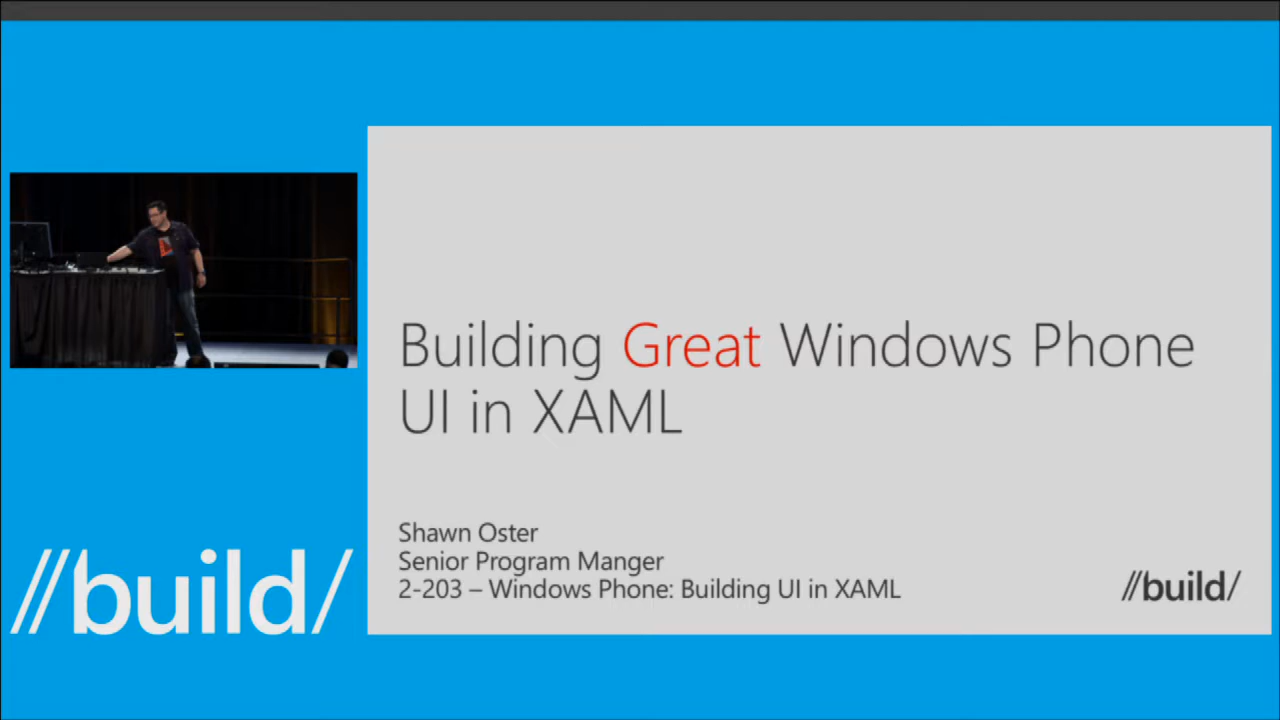 Building Great Windows Phone
UI in XAML
Shawn Oster
Senior Program Manger
2-203 – Windows Phone: Building UI in XAML
//build/
//build/